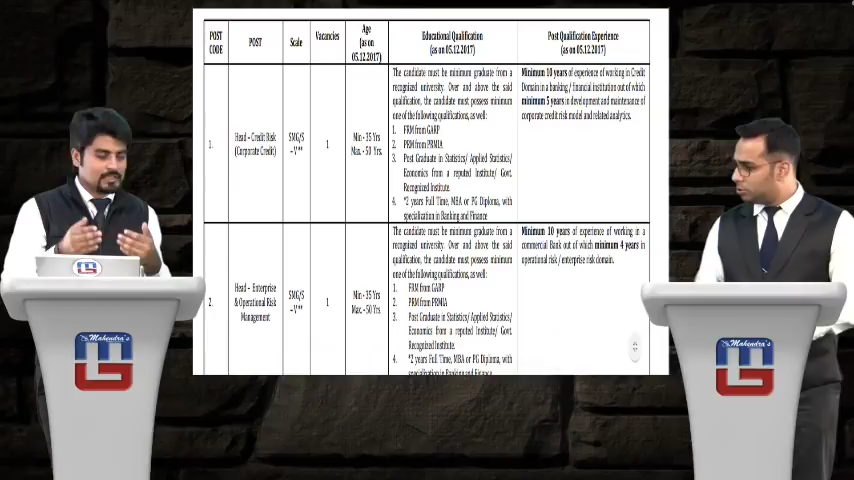 POST CODE
POST
Scale
Vacancies
Age
(as on
05.12.2017)
Educational Qualification
(as on 05.12.2017)
Post Qualification Experience
(as on 05.12.2017)
1.
Head – Credit Risk
(Corporate Credit)
SMG/S
– V**
1
Min - 35 Yrs
Max. - 50 Yrs.
The candidate must be minimum graduate from a
recognized university. Over and above the said
qualification, the candidate must possess minimum
one of the following qualifications, as well:
1. FRM from GARP
2. PRM from PRMIA
3. Post Graduate in Statistics/ Applied Statistics/
Economics from a reputed Institute/ Govt.
Recognized Institute.
4. *2 years Full Time, MBA or PG Diploma, with
specialization in Banking and Finance
Minimum 10 years of experience of working in Credit
Domain in a banking / financial institution out of which
minimum 5 years in development and maintenance of
corporate credit risk model and related analytics.
2.
Head – Enterprise
& Operational Risk
Management
SMG/S
– V**
1
Min - 35 Yrs
Max. - 50 Yrs.
The candidate must be minimum graduate from a
recognized university. Over and above the said
qualification, the candidate must possess minimum
one of the following qualifications, as well:
1. FRM from GARP
2. PRM from PRMIA
3. Post Graduate in Statistics/ Applied Statistics/
Economics from a reputed Institute/ Govt.
Recognized Institute.
4. *2 years Full Time, MBA or PG Diploma, with
specialization in Banking and Finance
Minimum 10 years of experience of working in a
commercial Bank out of which minimum 4 years in
operational risk / enterprise risk domain.
Mahendra's
Mahendra's